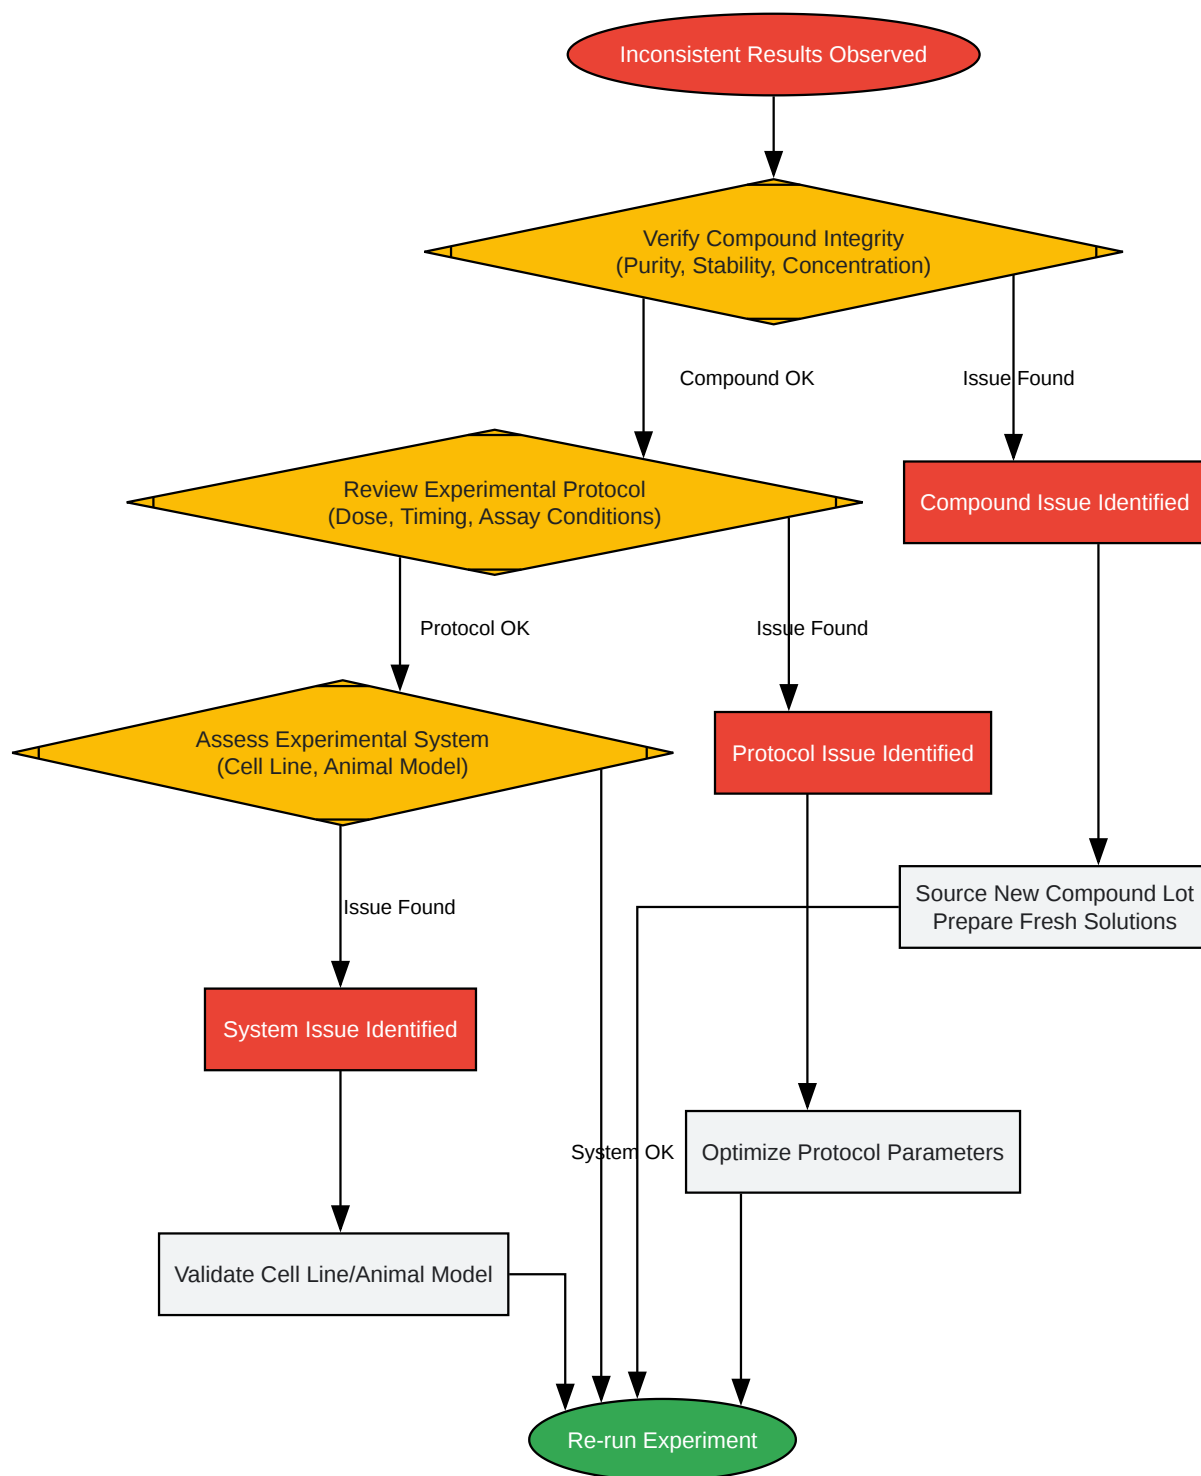 Inconsistent Results Observed
Verify Compound Integrity
(Purity, Stability, Concentration)
Compound OK
Issue Found
Review Experimental Protocol
(Dose, Timing, Assay Conditions)
Compound Issue Identified
Protocol OK
Issue Found
Assess Experimental System
(Cell Line, Animal Model)
Protocol Issue Identified
Issue Found
Source New Compound Lot
Prepare Fresh Solutions
System Issue Identified
System OK
Optimize Protocol Parameters
Validate Cell Line/Animal Model
Re-run Experiment